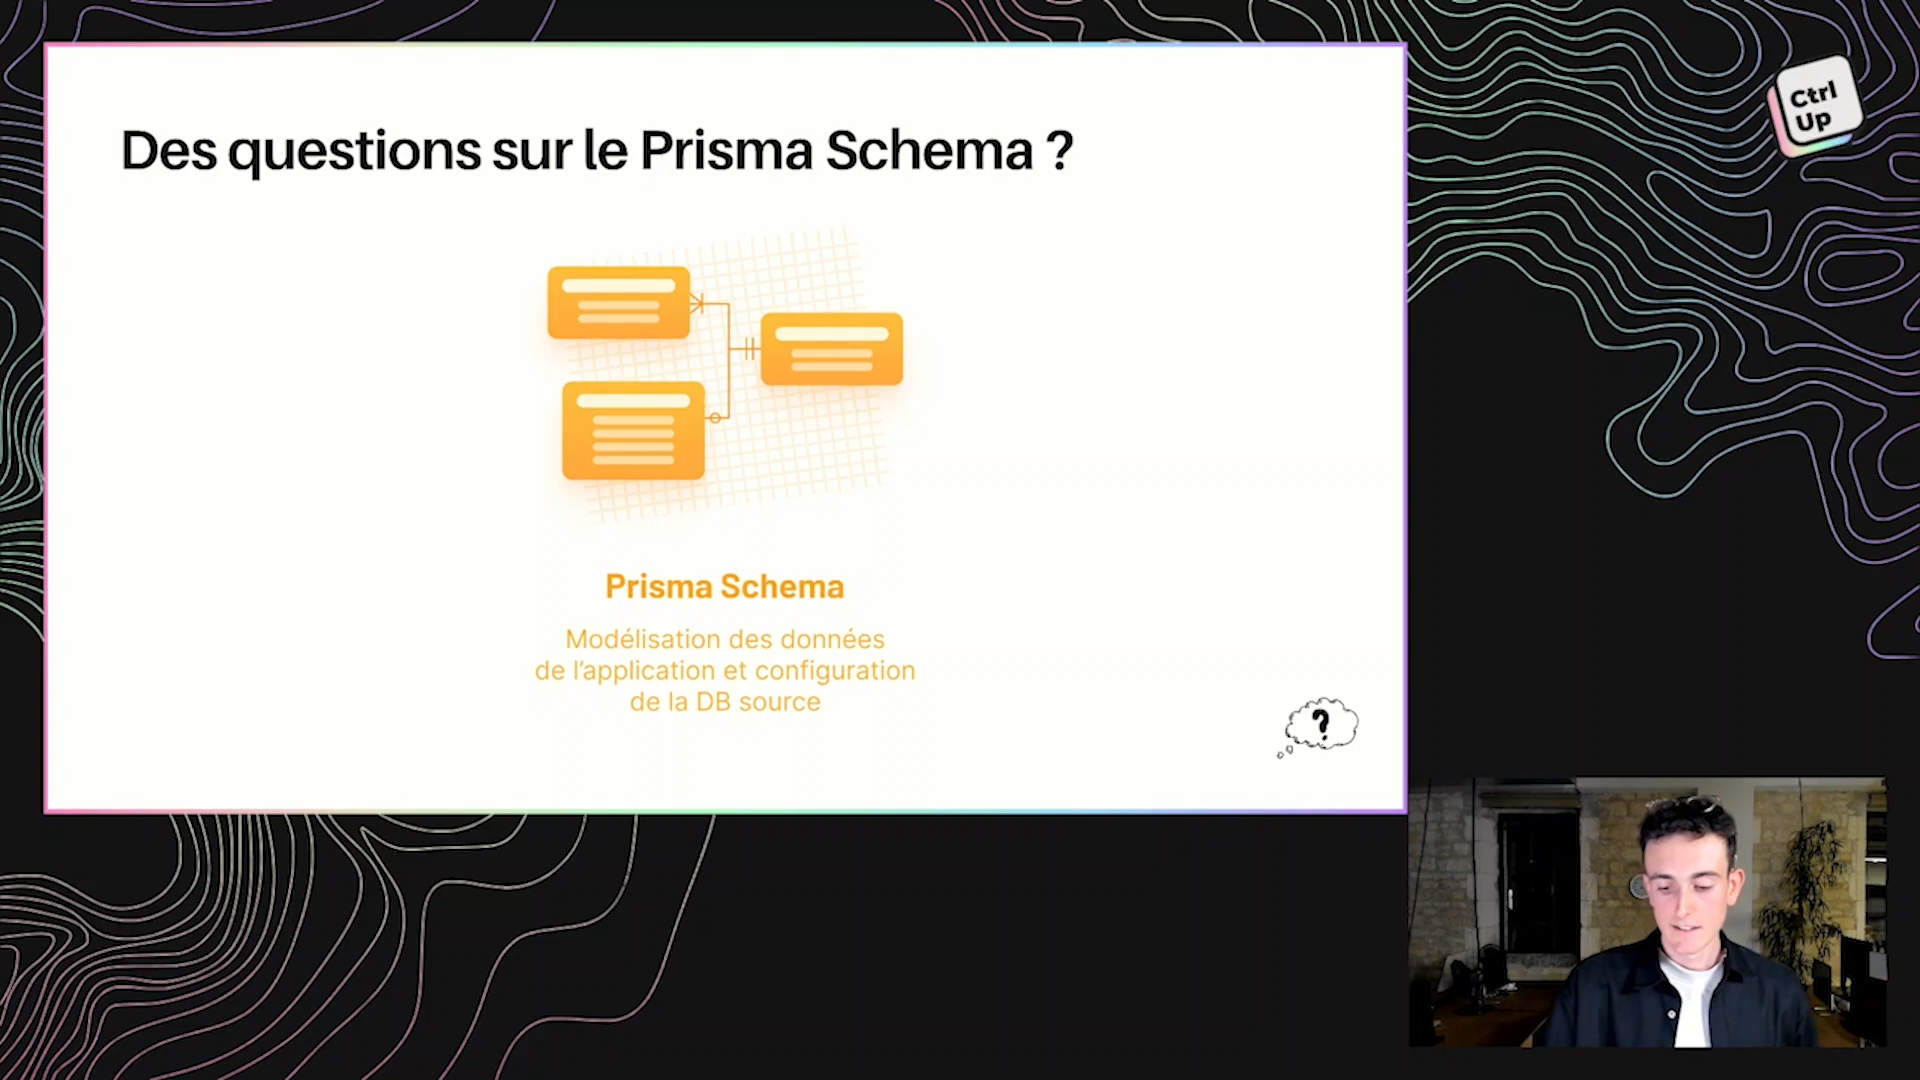 Des questions sur le Prisma Schema ?
Ctrl
Up
Prisma Schema
Modélisation des données
de l'application et configuration
de la DB source
?